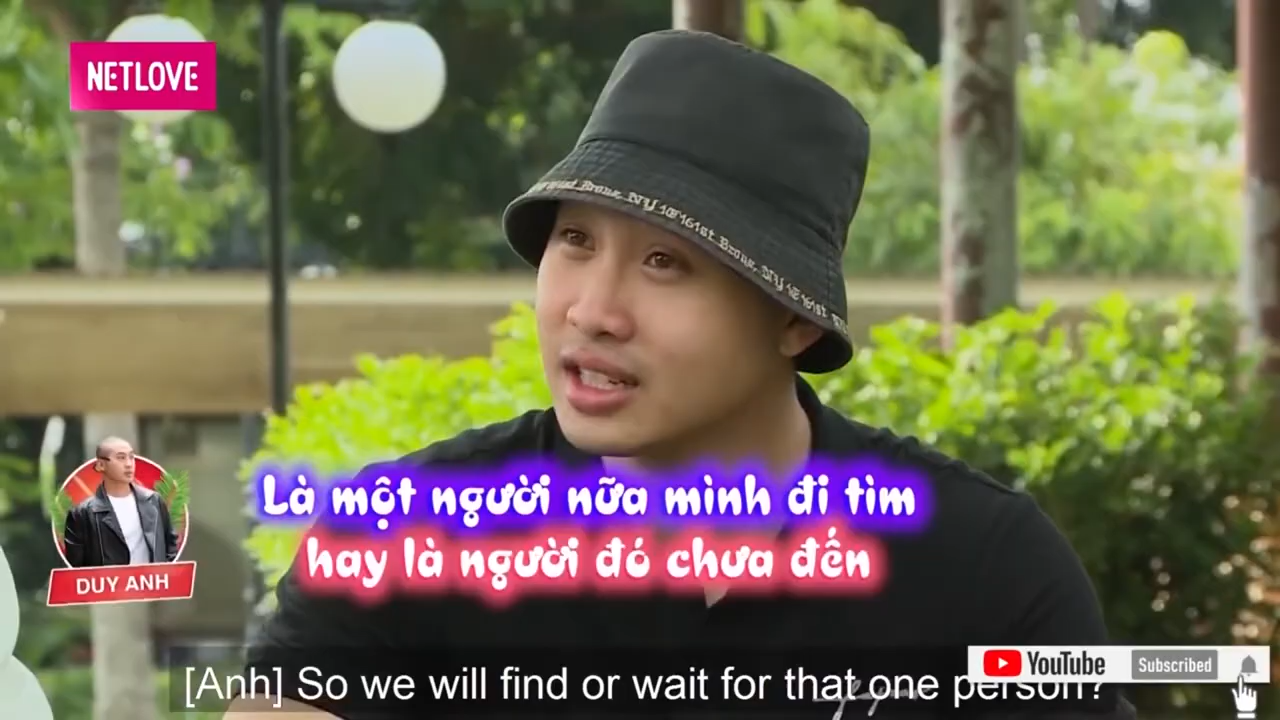 NETLOVE
Là một người nữa mình đi tìm
hay là người đó chưa đến
DUY ANH
YouTube
Subscribed
[Anh] So we will find or wait for that one person?